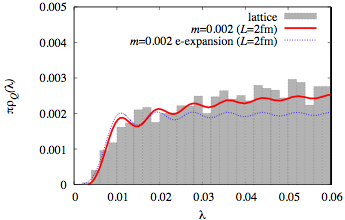 0.005
0.004
0.003
0.002
0.001
0
πρQ(λ)
lattice
m=0.002 (L=2fm)
m=0.002 e-expansion (L=2fm)
0 0.01 0.02 0.03 0.04 0.05 0.06
λ